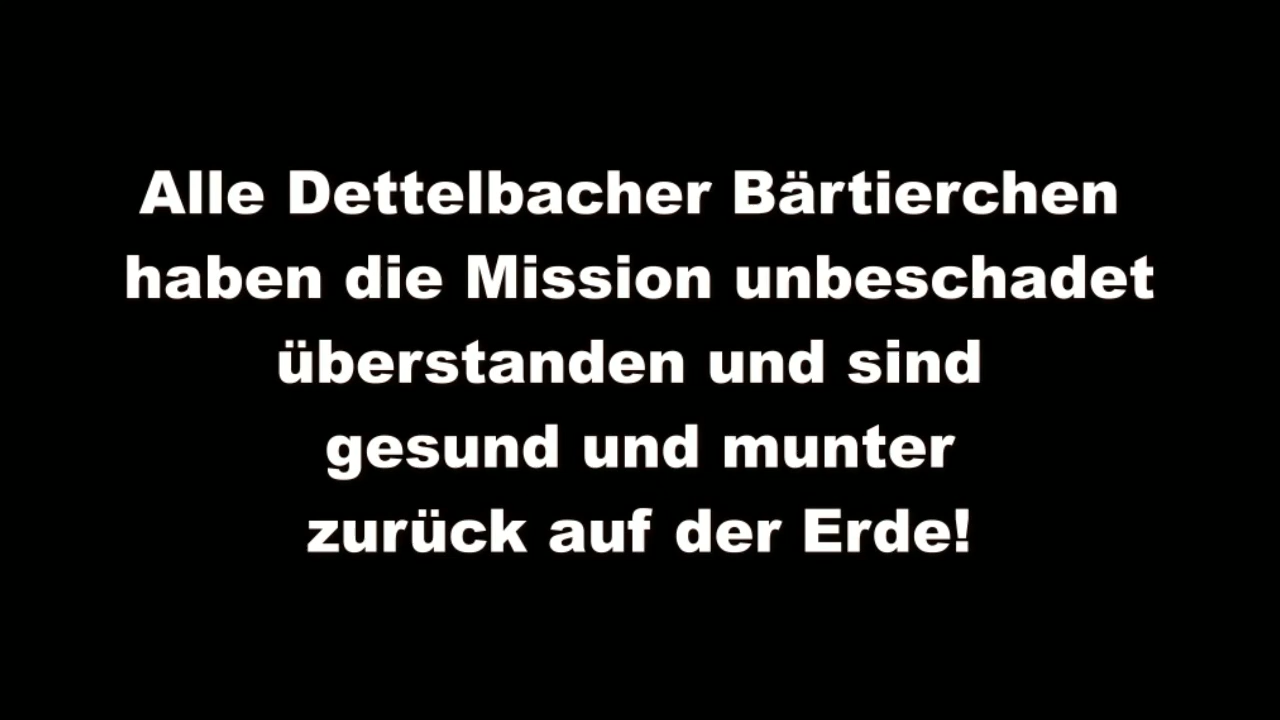 Alle Dettelbacher Bärtierchen
haben die Mission unbeschadet
überstanden und sind
gesund und munter
zurück auf der Erde!